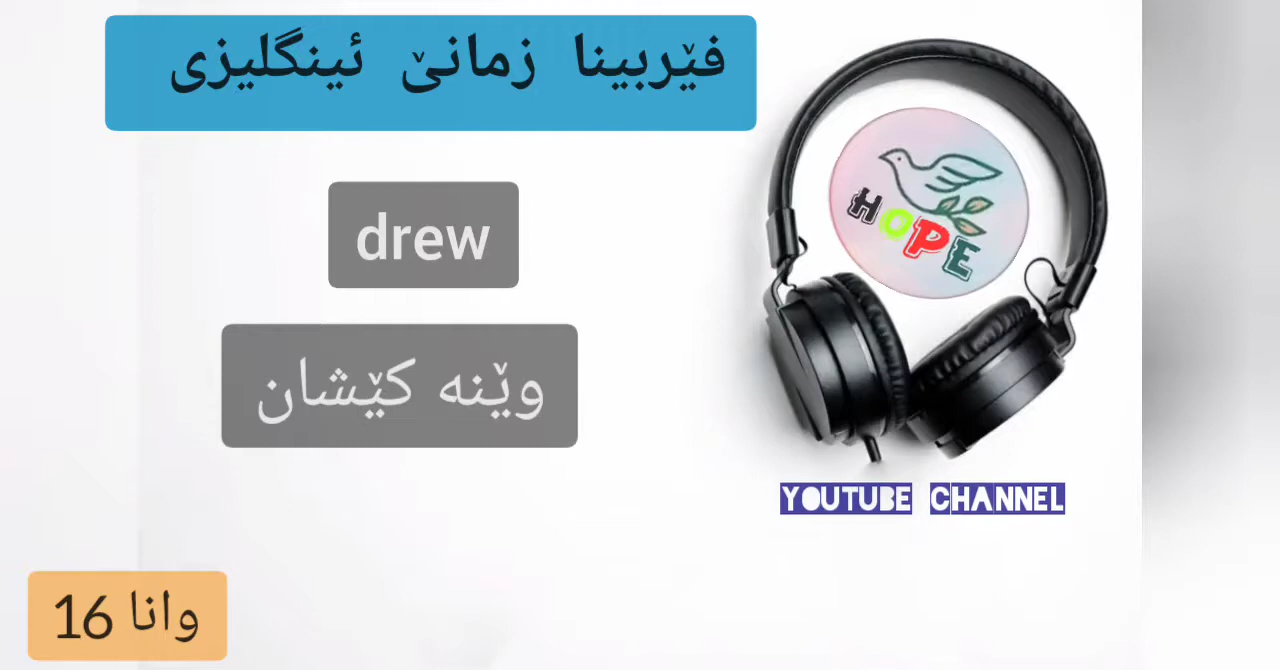 فێربینا زمانێ ئینگلیزی
drew
وێنە کێشان
HOPE
YOUTUBE CHANNEL
وانا 16